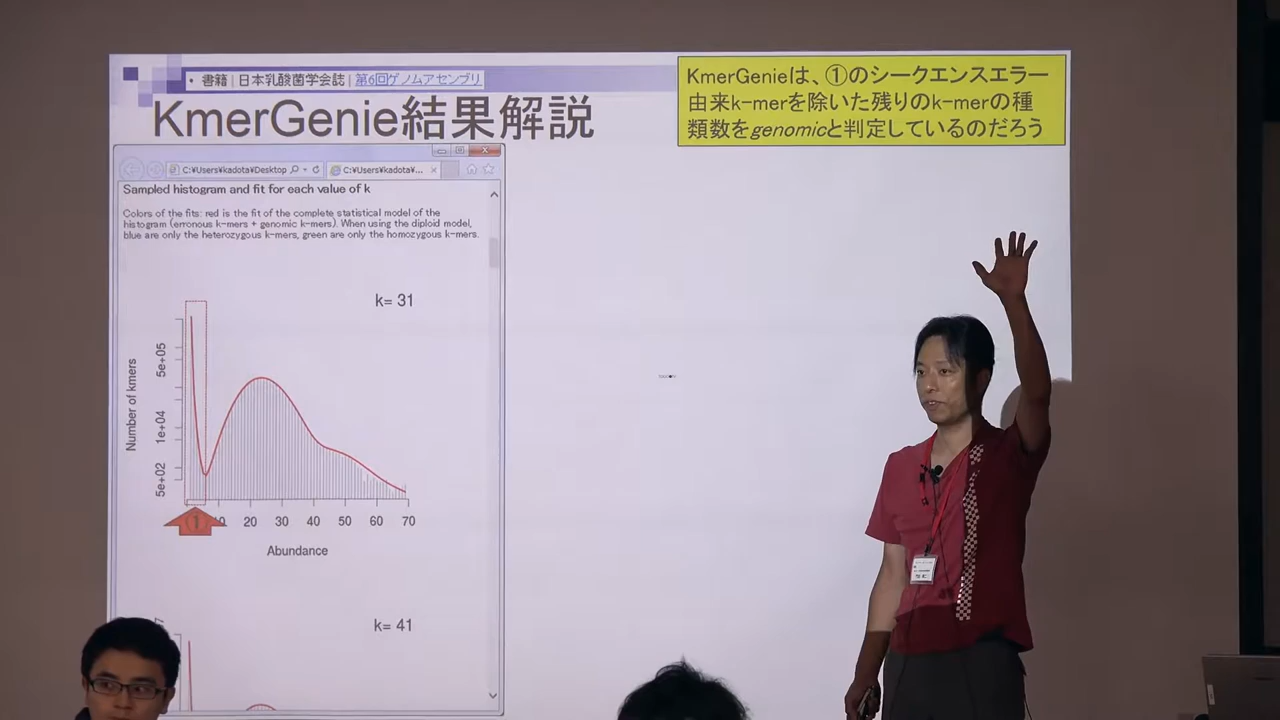 • 書籍 | 日本乳酸菌学会誌 | 第6回ゲノムアセンブリ
KmerGenie結果解説
KmerGenieは、①のシークエンスエラー
由来k-merを除いた残りのk-merの種
類数をgenomicと判定しているのだろう
C:¥Users¥kadota¥Desktop
C:¥Users¥kadota¥...
Sampled histogram and fit for each value of k
Colors of the fits: red is the fit of the complete statistical model of the
histogram (erronous k-mers + genomic k-mers). When using the diploid model,
blue are only the heterozygous k-mers, green are only the homozygous k-mers.
k= 31
Number of kmers
5e+05
1e+04
5e+02
①
20 30 40 50 60 70
Abundance
k= 41